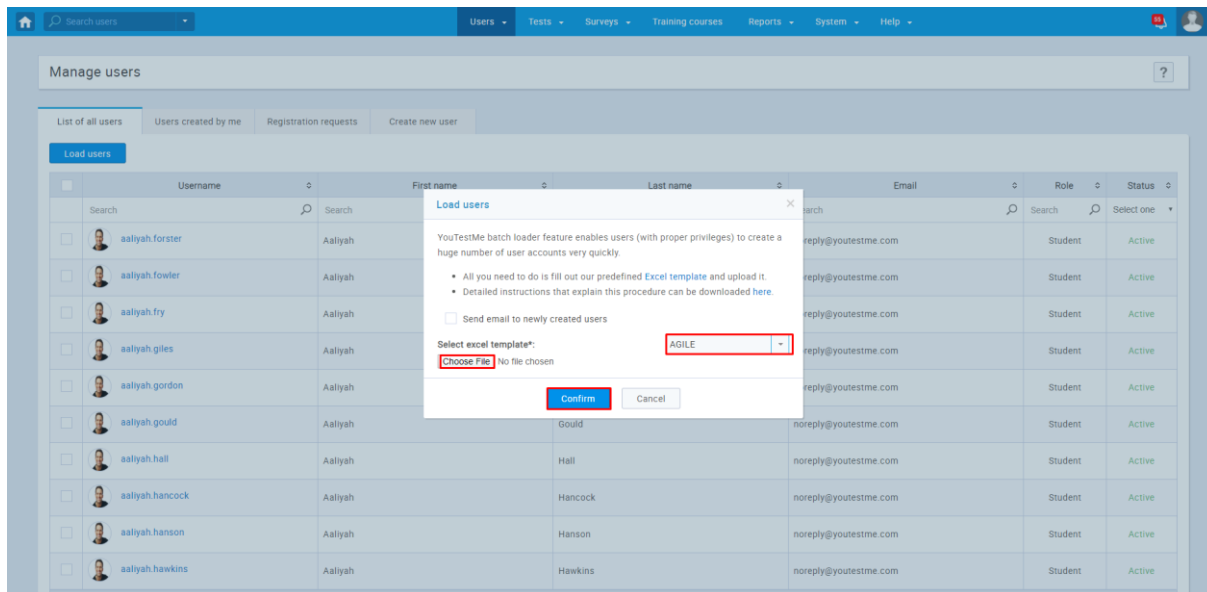 Search users
Users Tests Surveys Training courses Reports System Help
Manage users
?
List of all users Users created by me Registration requests Create new user
Load users
Username First name Last name Email Role Status
Search Search earch Search Select one
aaliyah.forster Aaliyah reply@youtestme.com Student Active
aaliyah.fowler Aaliyah reply@youtestme.com Student Active
aaliyah.fry Aaliyah reply@youtestme.com Student Active
aaliyah.giles Aaliyah reply@youtestme.com Student Active
aaliyah.gordon Aaliyah reply@youtestme.com Student Active
aaliyah.gould Aaliyah Gould noreply@youtestme.com Student Active
aaliyah.hall Aaliyah Hall noreply@youtestme.com Student Active
aaliyah.hancock Aaliyah Hancock noreply@youtestme.com Student Active
aaliyah.hanson Aaliyah Hanson noreply@youtestme.com Student Active
aaliyah.hawkins Aaliyah Hawkins noreply@youtestme.com Student Active
Load users
YouTestMe batch loader feature enables users (with proper privileges) to create a
huge number of user accounts very quickly.
• All you need to do is fill out our predefined Excel template and upload it.
• Detailed instructions that explain this procedure can be downloaded here.
Send email to newly created users
Select excel template*: AGILE
Choose File No file chosen
Confirm Cancel